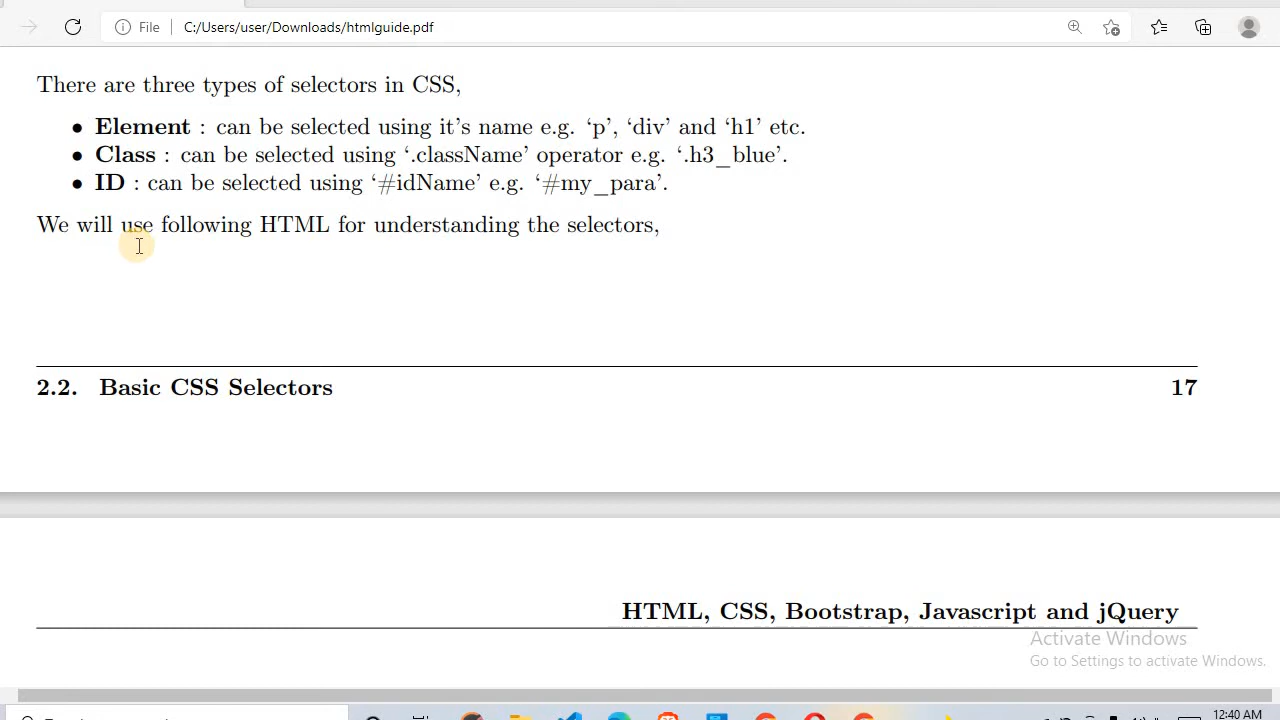 File
C:/Users/user/Downloads/htmlguide.pdf
There are three types of selectors in CSS,
• Element : can be selected using it's name e.g. ‘p’, ‘div’ and ‘h1’ etc.
• Class : can be selected using ‘.className’ operator e.g. ‘.h3_blue’.
• ID : can be selected using ‘#idName’ e.g. ‘#my_para’.
We will use following HTML for understanding the selectors,
2.2. Basic CSS Selectors 17
HTML, CSS, Bootstrap, Javascript and jQuery
Activate Windows
Go to Settings to activate Windows.
12:40 AM